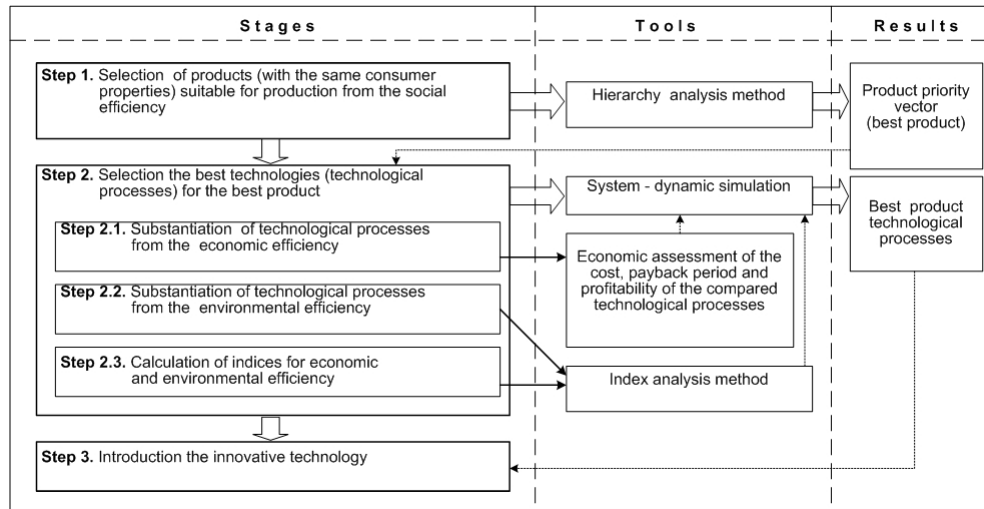 Stages
Tools
Results
Step 1. Selection of products (with the same consumer
properties) suitable for production from the social
efficiency
Hierarchy analysis method
Product priority
vector
(best product)
Step 2. Selection the best technologies (technological
processes) for the best product
System - dynamic simulation
Best product
technological
processes
Step 2.1. Substantiation of technological processes
from the economic efficiency
Economic assessment of the
cost, payback period and
profitability of the compared
technological processes
Step 2.2. Substantiation of technological processes
from the environmental efficiency
Step 2.3. Calculation of indices for economic
and environmental efficiency
Index analysis method
Step 3. Introduction the innovative technology